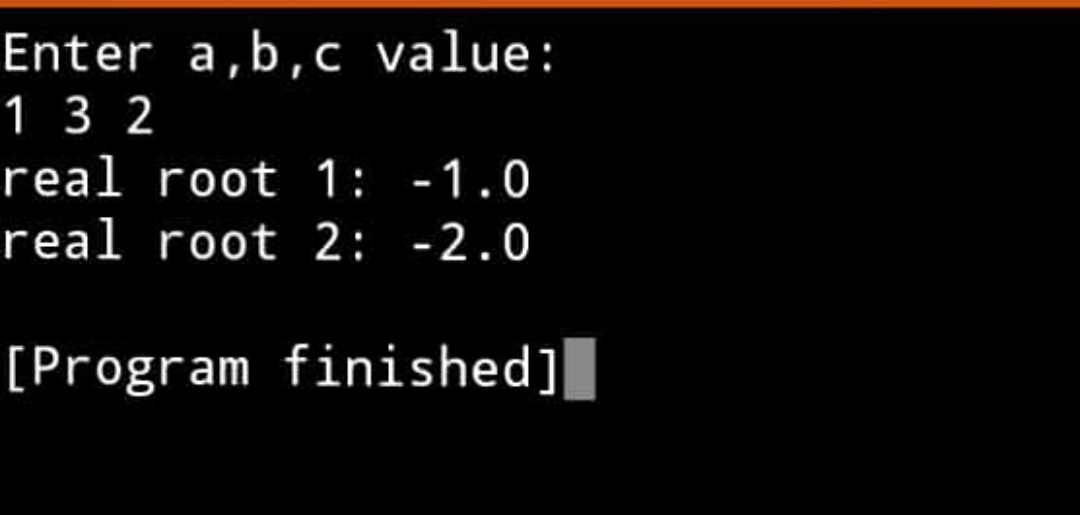 Enter a,b,c value:
1 3 2
real root 1: -1.0
real root 2: -2.0
[Program finished]